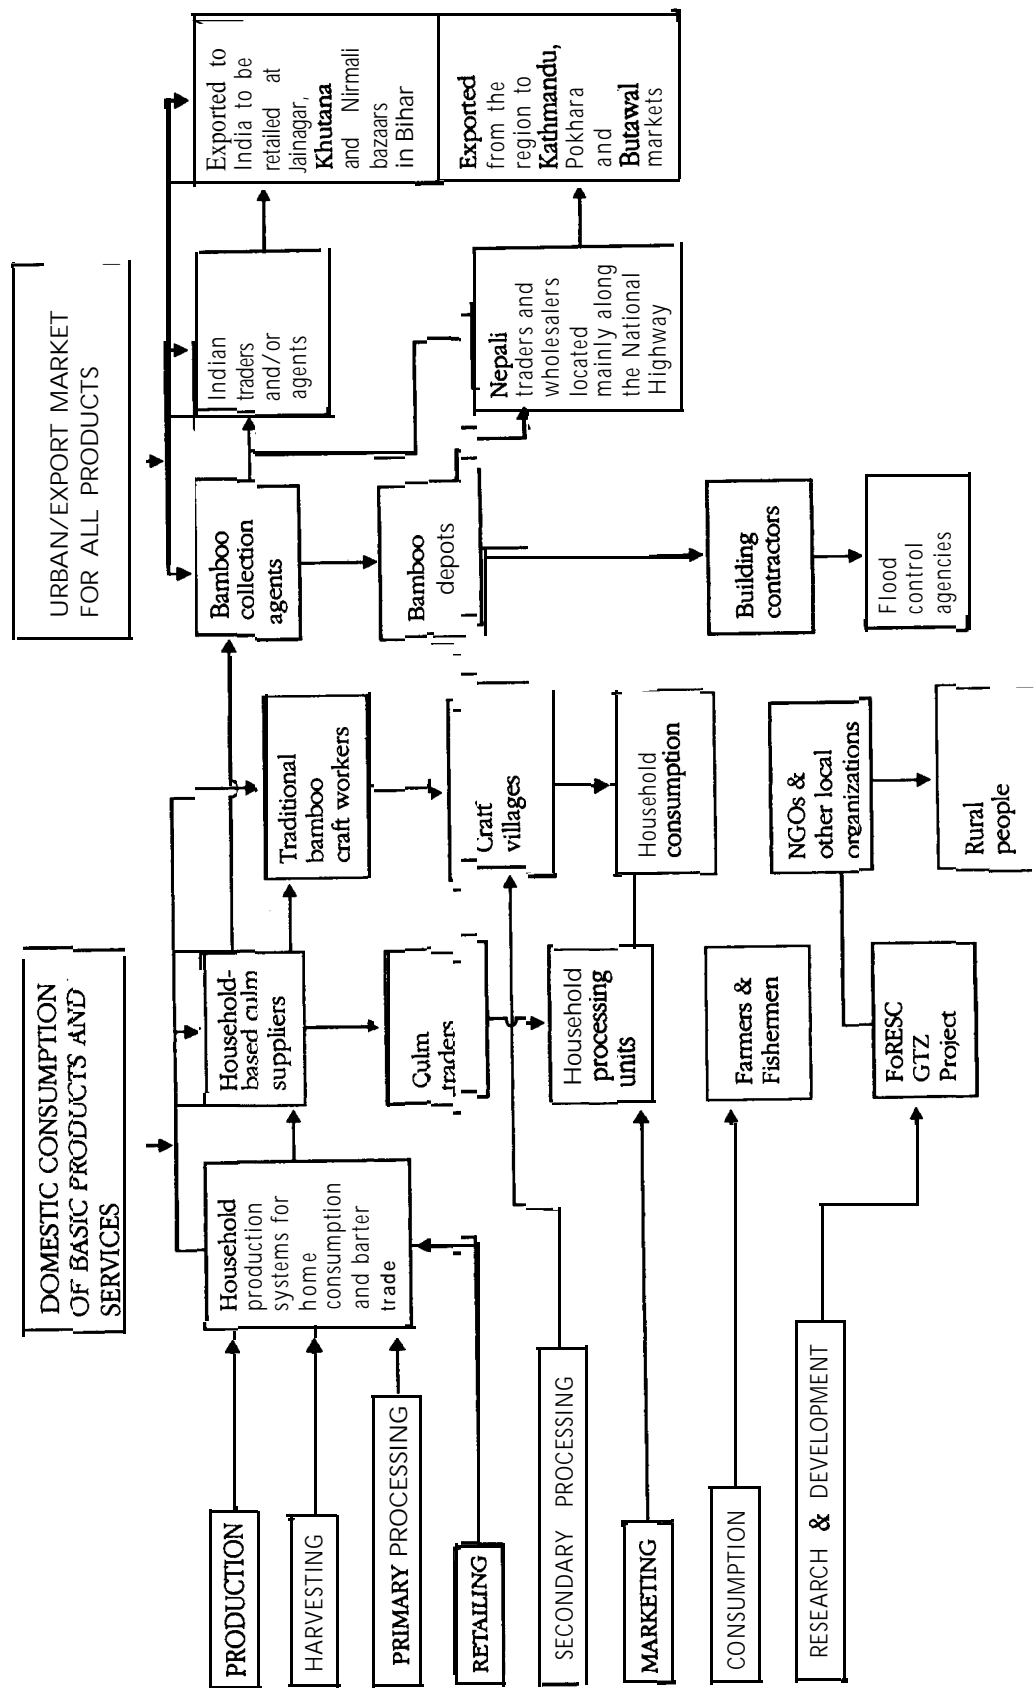 DOMESTIC CONSUMPTION
OF BASIC PRODUCTS AND
SERVICES
URBAN/EXPORT MARKET
FOR ALL PRODUCTS
PRODUCTION
HARVESTING
PRIMARY PROCESSING
RETAILING
SECONDARY PROCESSING
MARKETING
CONSUMPTION
RESEARCH & DEVELOPMENT
Household
production
systems for
home
consumption
and barter
trade
Household-
based culm
suppliers
Culm
traders
Household
processing
units
Farmers &
Fishermen
FoRESC
GTZ
Project
Traditional
bamboo
craft workers
Craft
villages
Household
consumption
NGOs &
other local
organizations
Rural
people
Bamboo
collection
agents
Bamboo
depots
Building
contractors
Flood
control
agencies
Indian
traders
and/or
agents
Nepali
traders and
wholesalers
located
mainly along
the National
Highway
Exported to
India to be
retailed at
Jainagar,
Khutana
and Nirmali
bazaars
in Bihar
Exported
from the
region to
Kathmandu,
Pokhara
and
Butawal
markets